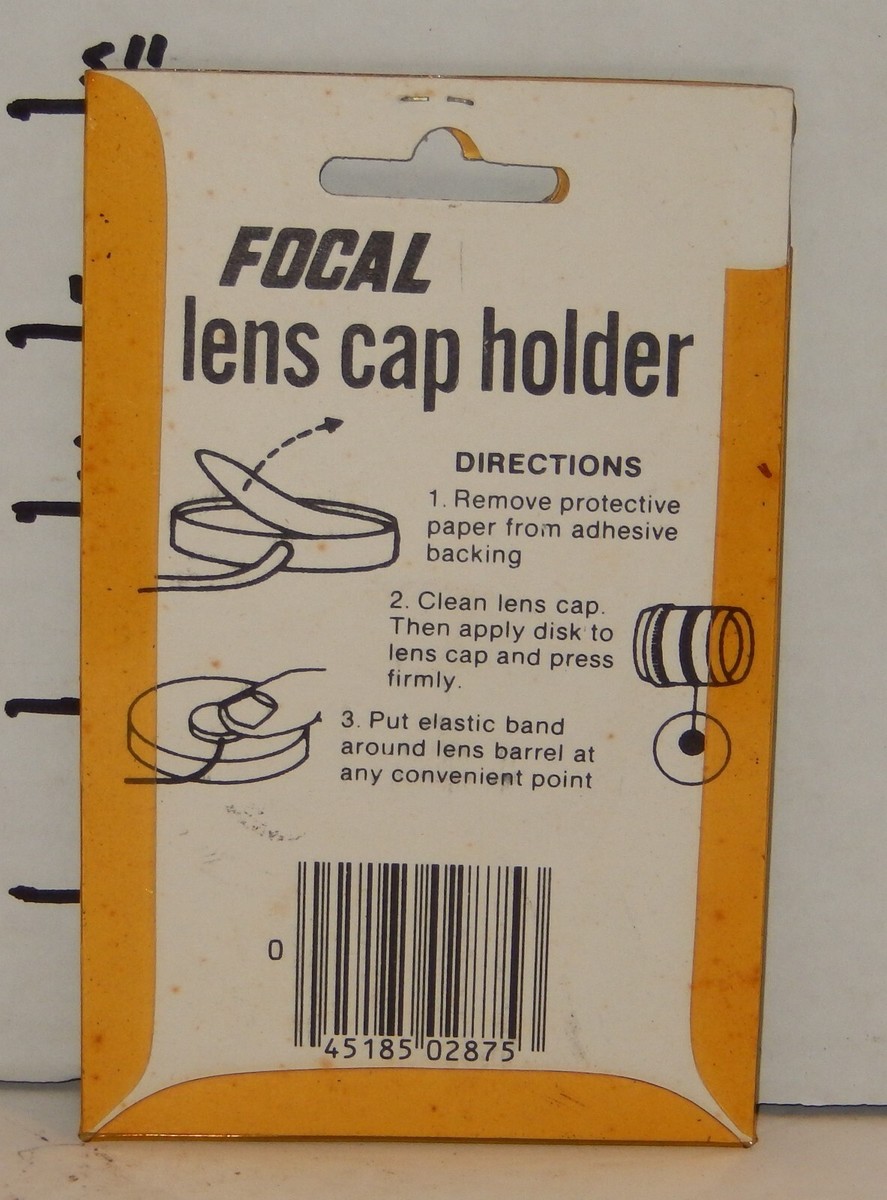 FOCAL
lens cap holder
DIRECTIONS
1. Remove protective
paper from adhesive
backing
2. Clean lens cap.
Then apply disk to
lens cap and press
firmly.
3. Put elastic band
around lens barrel at
any convenient point
0 45185 02875